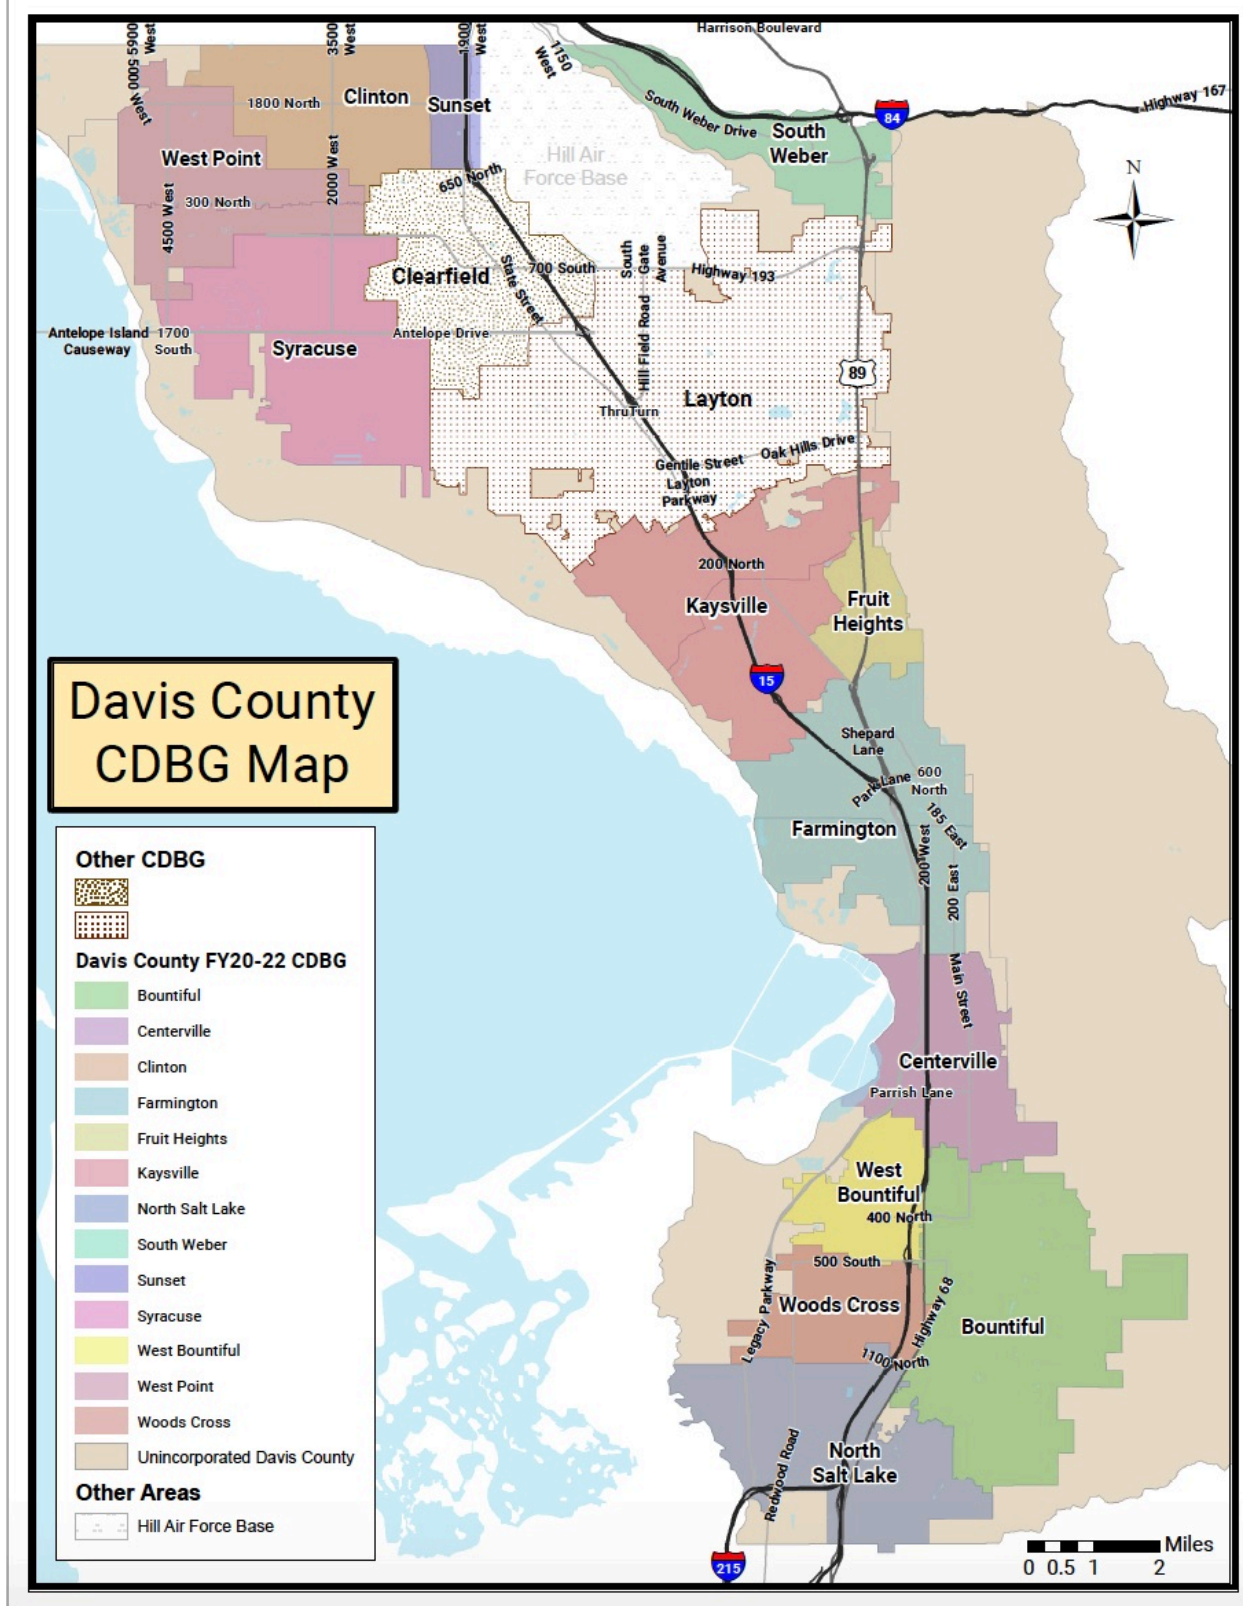 Harrison Boulevard
5900 West
5000 West
3500 West
1900 West
1150 West
Highway 167
1800 North
Clinton
Sunset
South Weber Drive
84
South
Weber
West Point
Hill Air
Force Base
N
650 North
2000 West
300 North
4500 West
Clearfield
State Street
700 South
South Gate Avenue
Highway 193
Hill Field Road
Antelope Island
Causeway
1700
South
Antelope Drive
Syracuse
89
Layton
ThruTurn
Gentile Street
Oak Hills Drive
Layton
Parkway
200 North
Kaysville
Fruit
Heights
15
Davis County
CDBG Map
Shepard
Lane
Park Lane
600
North
185 East
Farmington
200 West
200 East
Other CDBG
Davis County FY20-22 CDBG
Bountiful
Centerville
Clinton
Farmington
Fruit Heights
Kaysville
North Salt Lake
South Weber
Sunset
Syracuse
West Bountiful
West Point
Woods Cross
Unincorporated Davis County
Other Areas
Hill Air Force Base
Main Street
Centerville
Parrish Lane
West
Bountiful
400 North
500 South
Woods Cross
Legacy Parkway
Highway 68
Bountiful
1100 North
Redwood Road
North
Salt Lake
215
Miles
0 0.5 1 2